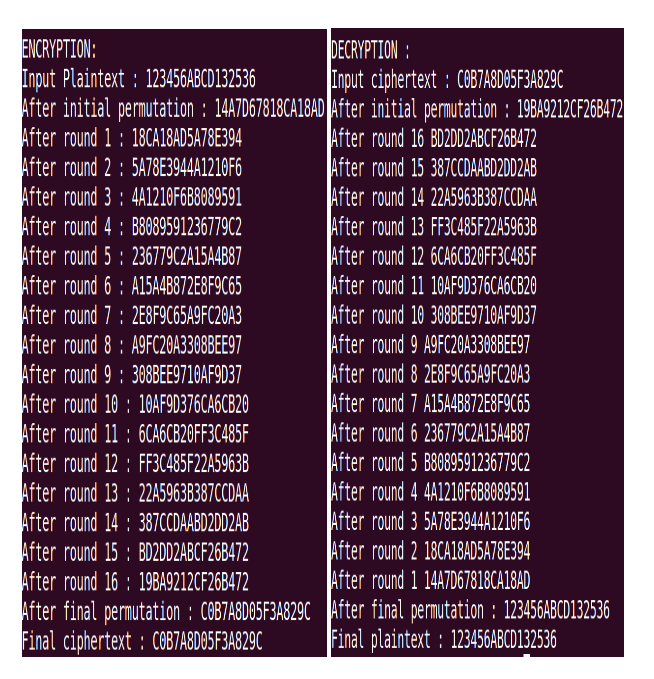 ENCRYPTION:
Input Plaintext : 123456ABCD132536
After initial permutation : 14A7D67818CA18AD
After round 1 : 18CA18AD5A78E394
After round 2 : 5A78E3944A1210F6
After round 3 : 4A1210F6B8089591
After round 4 : B8089591236779C2
After round 5 : 236779C2A15A4B87
After round 6 : A15A4B872E8F9C65
After round 7 : 2E8F9C65A9FC20A3
After round 8 : A9FC20A3308BEE97
After round 9 : 308BEE9710AF9D37
After round 10 : 10AF9D376CA6CB20
After round 11 : 6CA6CB20FF3C485F
After round 12 : FF3C485F22A5963B
After round 13 : 22A5963B387CCDAA
After round 14 : 387CCDAABD2DD2AB
After round 15 : BD2DD2ABCF26B472
After round 16 : 19BA9212CF26B472
After final permutation : C0B7A8D05F3A829C
Final ciphertext : C0B7A8D05F3A829C
DECRYPTION :
Input ciphertext : C0B7A8D05F3A829C
After initial permutation : 19BA9212CF26B472
After round 16 BD2DD2ABCF26B472
After round 15 387CCDAABD2DD2AB
After round 14 22A5963B387CCDAA
After round 13 FF3C485F22A5963B
After round 12 6CA6CB20FF3C485F
After round 11 10AF9D376CA6CB20
After round 10 308BEE9710AF9D37
After round 9 A9FC20A3308BEE97
After round 8 2E8F9C65A9FC20A3
After round 7 A15A4B872E8F9C65
After round 6 236779C2A15A4B87
After round 5 B8089591236779C2
After round 4 4A1210F6B8089591
After round 3 5A78E3944A1210F6
After round 2 18CA18AD5A78E394
After round 1 14A7D67818CA18AD
After final permutation : 123456ABCD132536
Final plaintext : 123456ABCD132536